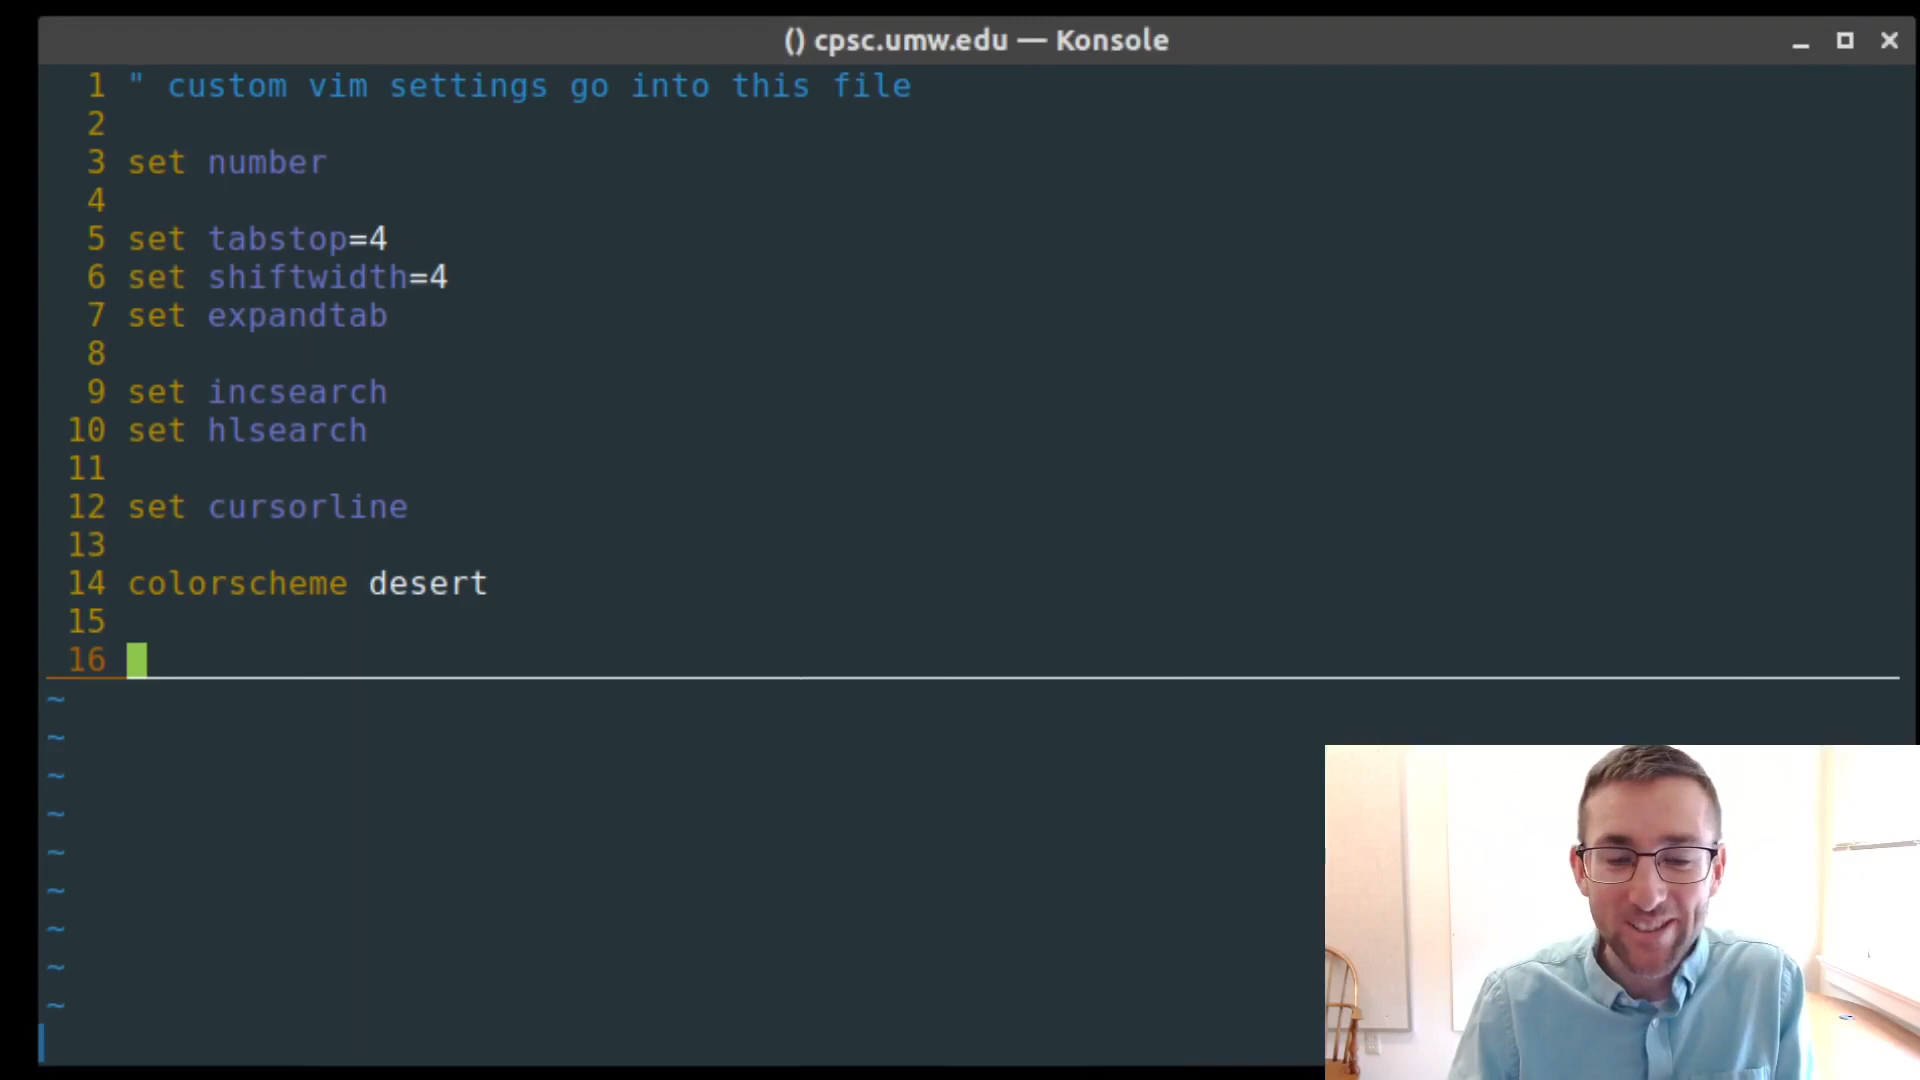 () cpsc.umw.edu — Konsole
1 " custom vim settings go into this file
2
3 set number
4
5 set tabstop=4
6 set shiftwidth=4
7 set expandtab
8
9 set incsearch
10 set hlsearch
11
12 set cursorline
13
14 colorscheme desert
15
16
~
~
~
~
~
~
~
~
~